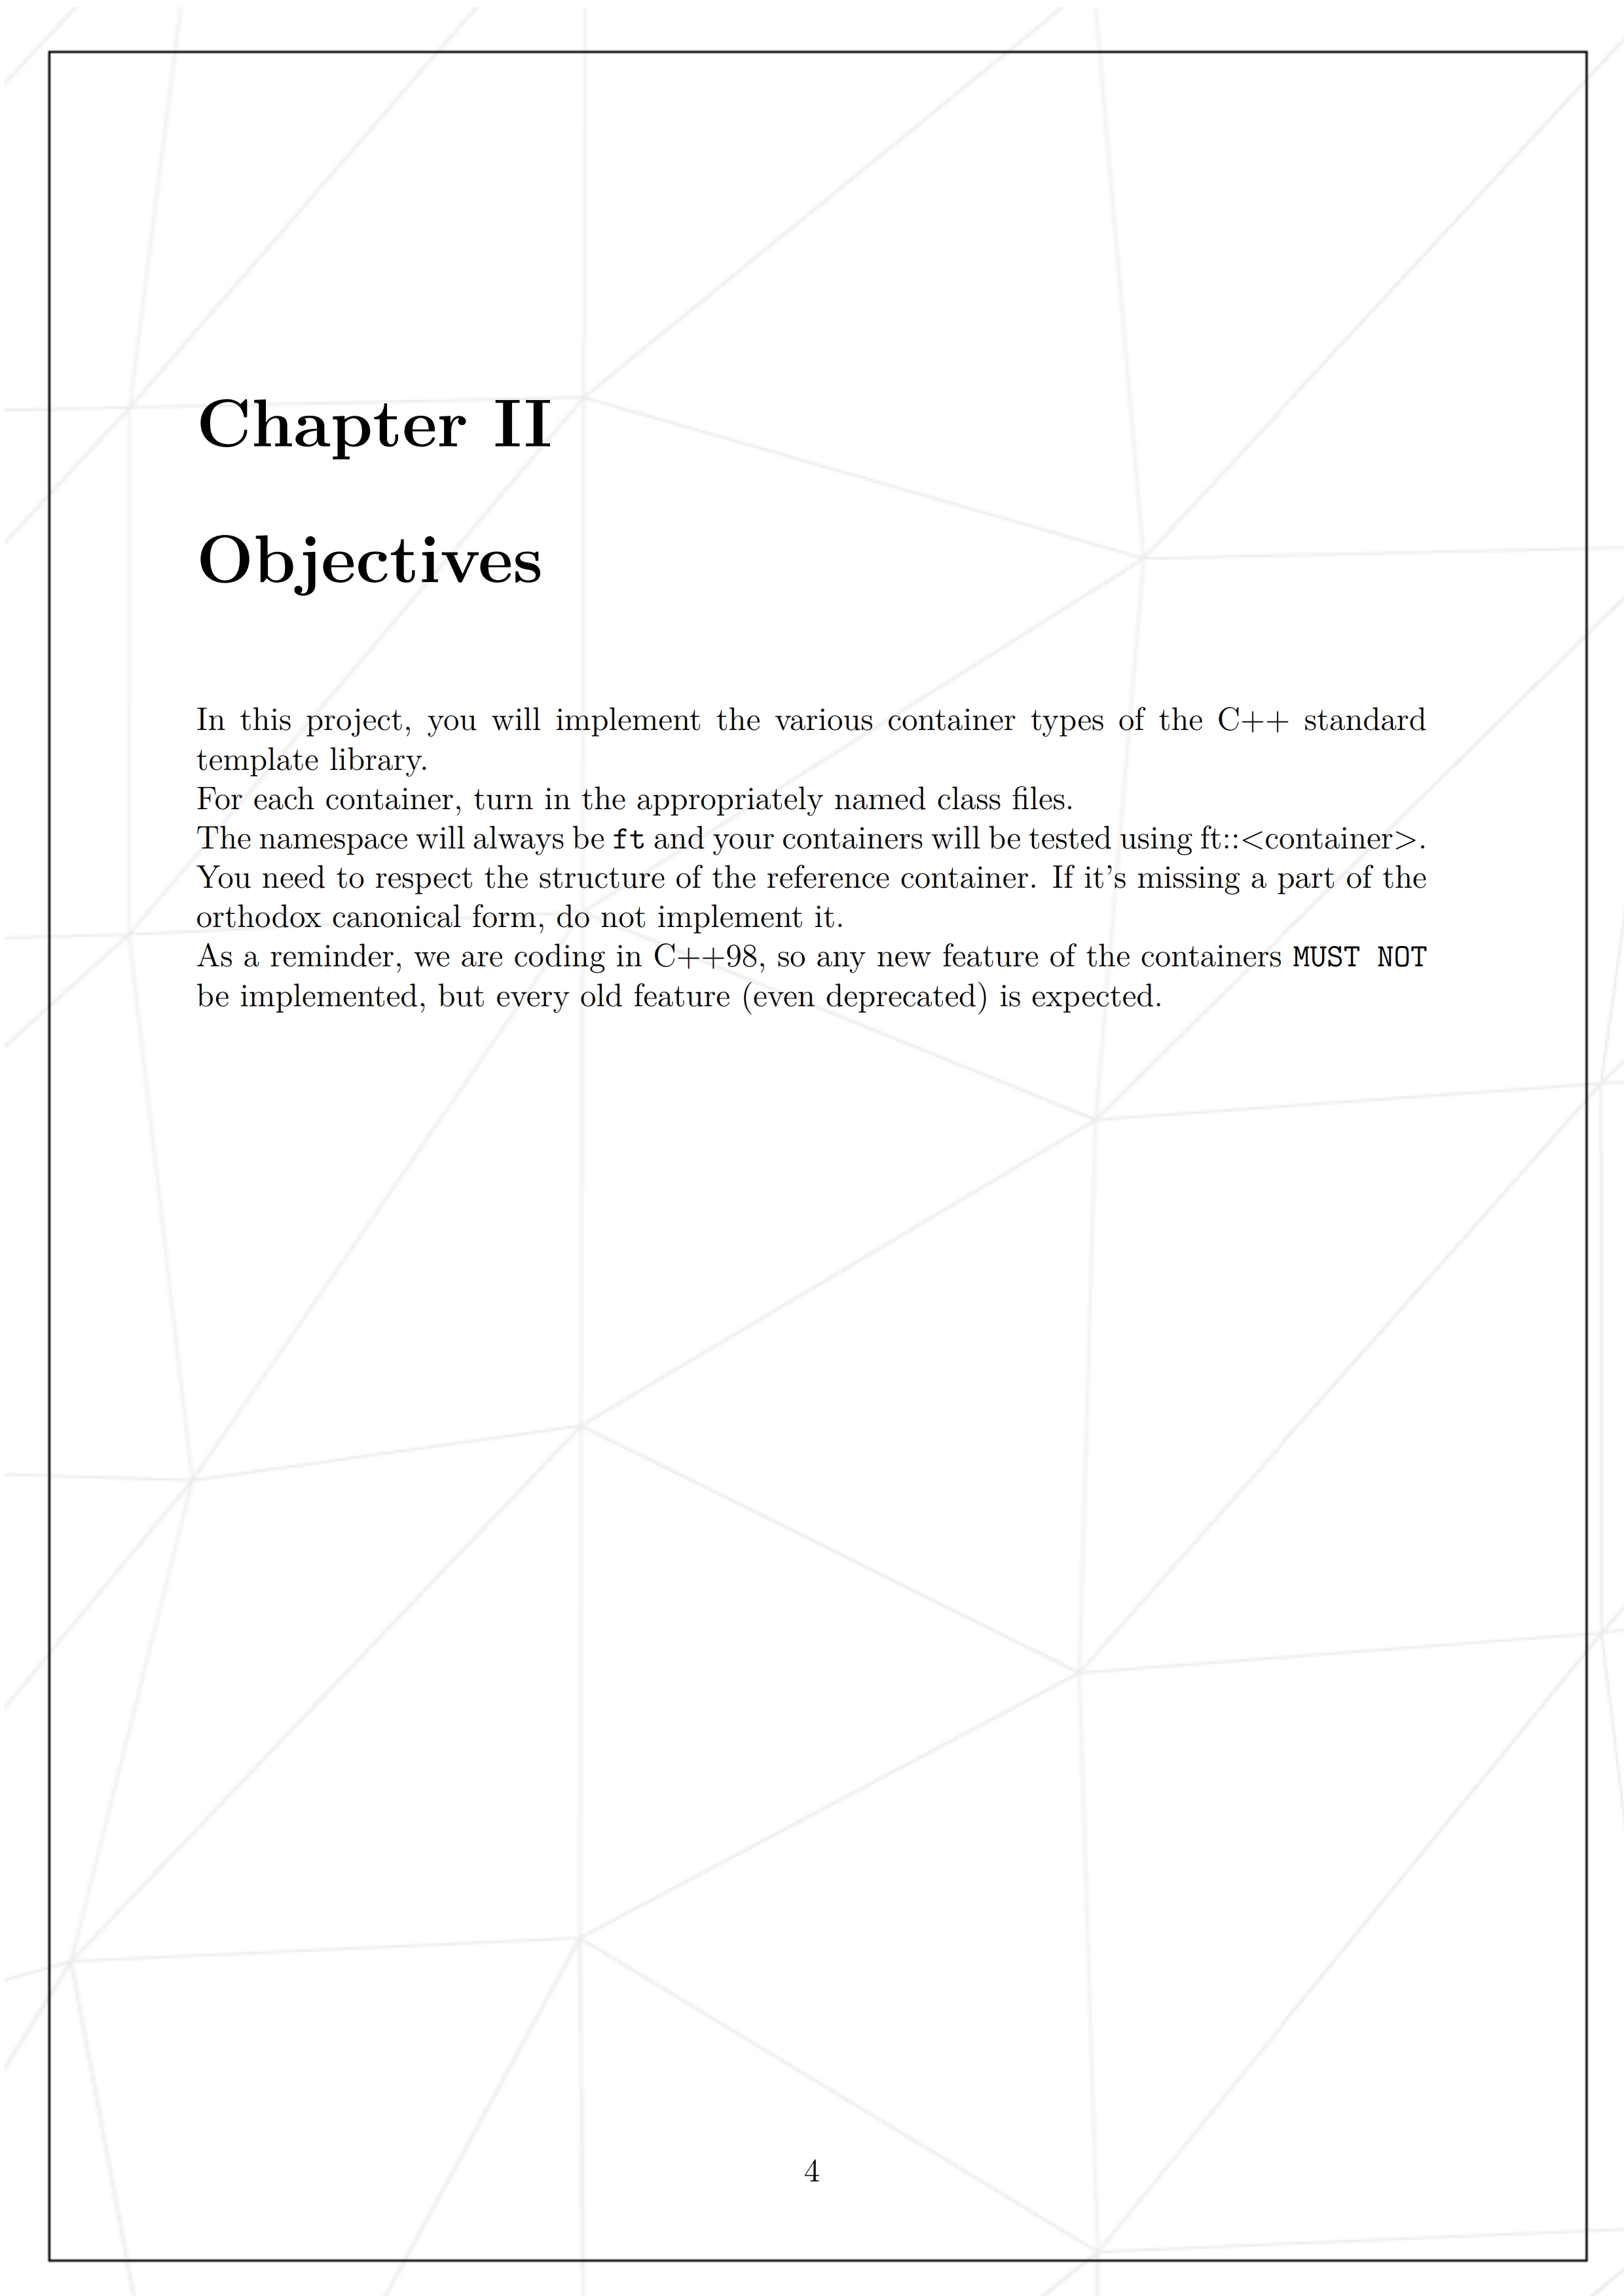 Chapter II
Objectives
In this project, you will implement the various container types of the C++ standard
template library.
For each container, turn in the appropriately named class files.
The namespace will always be ft and your containers will be tested using ft::<container>.
You need to respect the structure of the reference container. If it's missing a part of the
orthodox canonical form, do not implement it.
As a reminder, we are coding in C++98, so any new feature of the containers MUST NOT
be implemented, but every old feature (even deprecated) is expected.
4